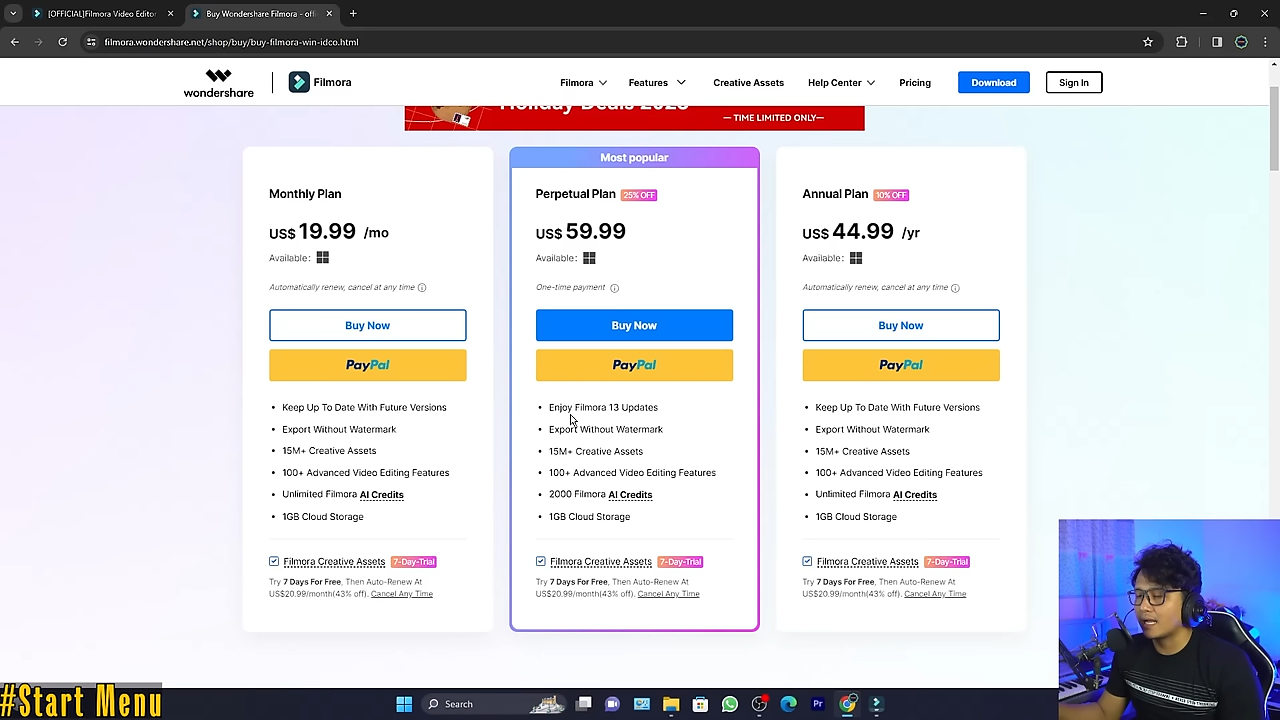 [OFFICIAL]Filmora Video Editor
Buy Wondershare Filmora - offi
filmora.wondershare.net/shop/buy/buy-filmora-win-idco.html
wondershare
Filmora
Filmora
Features
Creative Assets
Help Center
Pricing
Download
Sign In
Holiday Deals 2023
— TIME LIMITED ONLY—
Monthly Plan
US$ 19.99 /mo
Available:
Automatically renew, cancel at any time
Buy Now
PayPal
• Keep Up To Date With Future Versions
• Export Without Watermark
• 15M+ Creative Assets
• 100+ Advanced Video Editing Features
• Unlimited Filmora AI Credits
• 1GB Cloud Storage
Filmora Creative Assets 7-Day-Trial
Try 7 Days For Free, Then Auto-Renew At
US$20.99/month(43% off). Cancel Any Time
Most popular
Perpetual Plan 25% OFF
US$ 59.99
Available:
One-time payment
Buy Now
PayPal
• Enjoy Filmora 13 Updates
• Export Without Watermark
• 15M+ Creative Assets
• 100+ Advanced Video Editing Features
• 2000 Filmora AI Credits
• 1GB Cloud Storage
Filmora Creative Assets 7-Day-Trial
Try 7 Days For Free, Then Auto-Renew At
US$20.99/month(43% off). Cancel Any Time
Annual Plan 10% OFF
US$ 44.99 /yr
Available:
Automatically renew, cancel at any time
Buy Now
PayPal
• Keep Up To Date With Future Versions
• Export Without Watermark
• 15M+ Creative Assets
• 100+ Advanced Video Editing Features
• Unlimited Filmora AI Credits
• 1GB Cloud Storage
Filmora Creative Assets 7-Day-Trial
Try 7 Days For Free, Then Auto-Renew At
US$20.99/month(43% off). Cancel Any Time
#Start Menu
Search
Pr